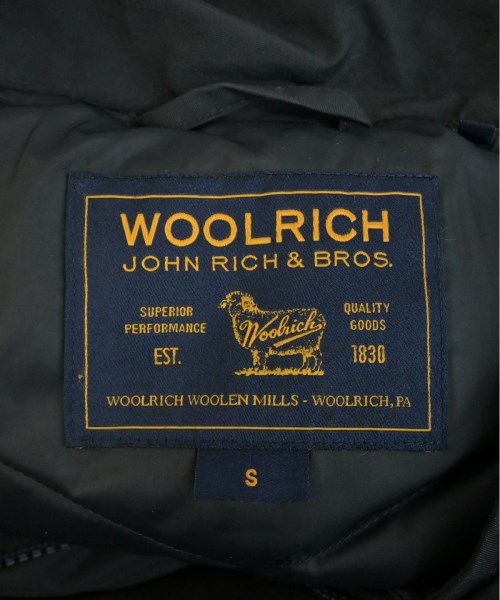 WOOLRICH
JOHN RICH & BROS.
SUPERIOR
PERFORMANCE
EST.
Woolrich
QUALITY
GOODS
1830
WOOLRICH WOOLEN MILLS - WOOLRICH, PA
S